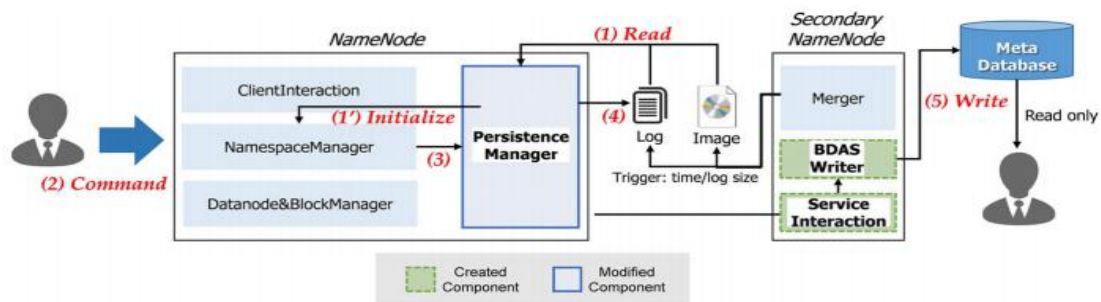 NameNode
Secondary
NameNode
(1) Read
Meta
Database
ClientInteraction
(1') Initialize
NamespaceManager
(2) Command
(3)
Persistence
Manager
(4)
Log
Image
Merger
(5) Write
Read only
BDAS
Writer
Trigger: time/log size
Datanode&BlockManager
Service
Interaction
Created
Component
Modified
Component